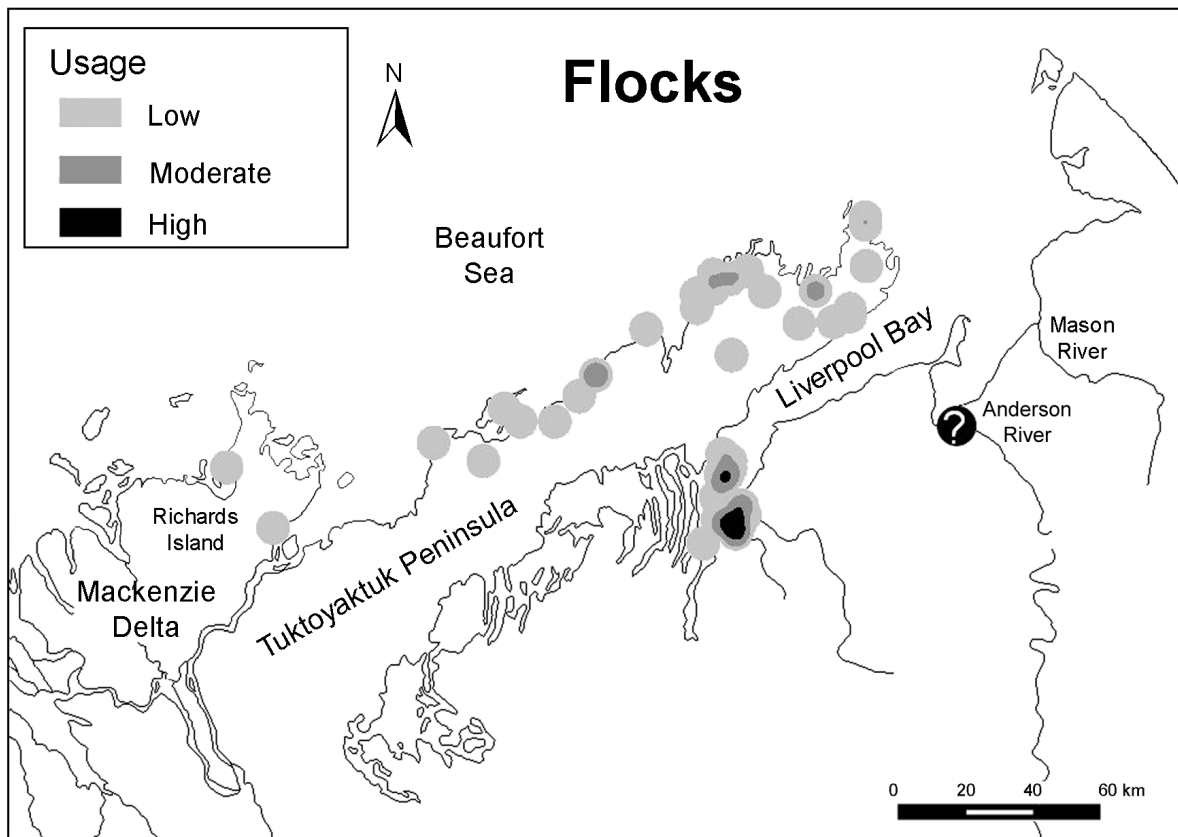 Flocks
Usage
Low
Moderate
High
N
Beaufort
Sea
Mason
River
Liverpool Bay
Anderson
River
?
Richards
Island
Tuktoyaktuk Peninsula
Mackenzie
Delta
0 20 40 60 km